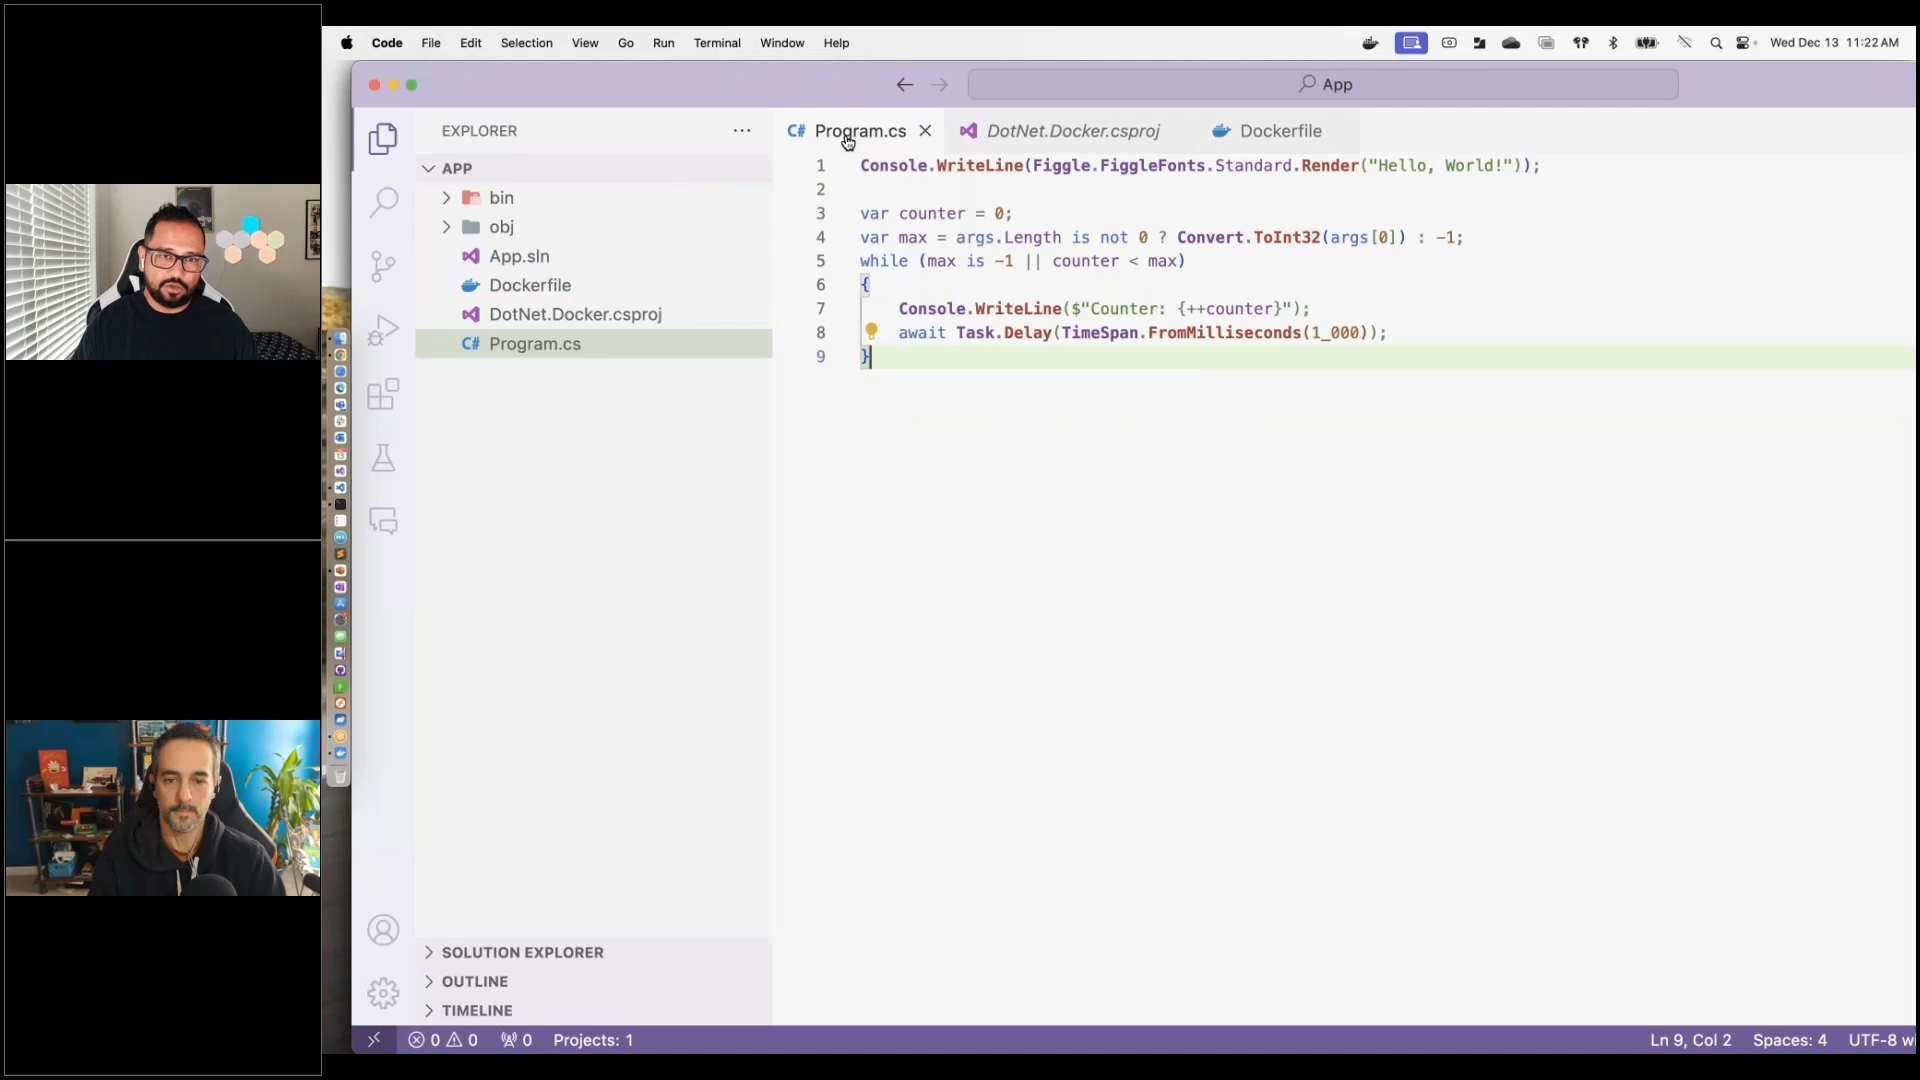 Code File Edit Selection View Go Run Terminal Window Help
Wed Dec 13 11:22 AM
App
EXPLORER
APP
bin
obj
App.sln
Dockerfile
DotNet.Docker.csproj
C# Program.cs
SOLUTION EXPLORER
OUTLINE
TIMELINE
C# Program.cs DotNet.Docker.csproj Dockerfile
1 Console.WriteLine(Figgle.FiggleFonts.Standard.Render("Hello, World!"));
2
3 var counter = 0;
4 var max = args.Length is not 0 ? Convert.ToInt32(args[0]) : -1;
5 while (max is -1 || counter < max)
6 {
7 Console.WriteLine($"Counter: {++counter}");
8 await Task.Delay(TimeSpan.FromMilliseconds(1_000));
9 }
0 0 0 Projects: 1
Ln 9, Col 2 Spaces: 4 UTF-8 wi